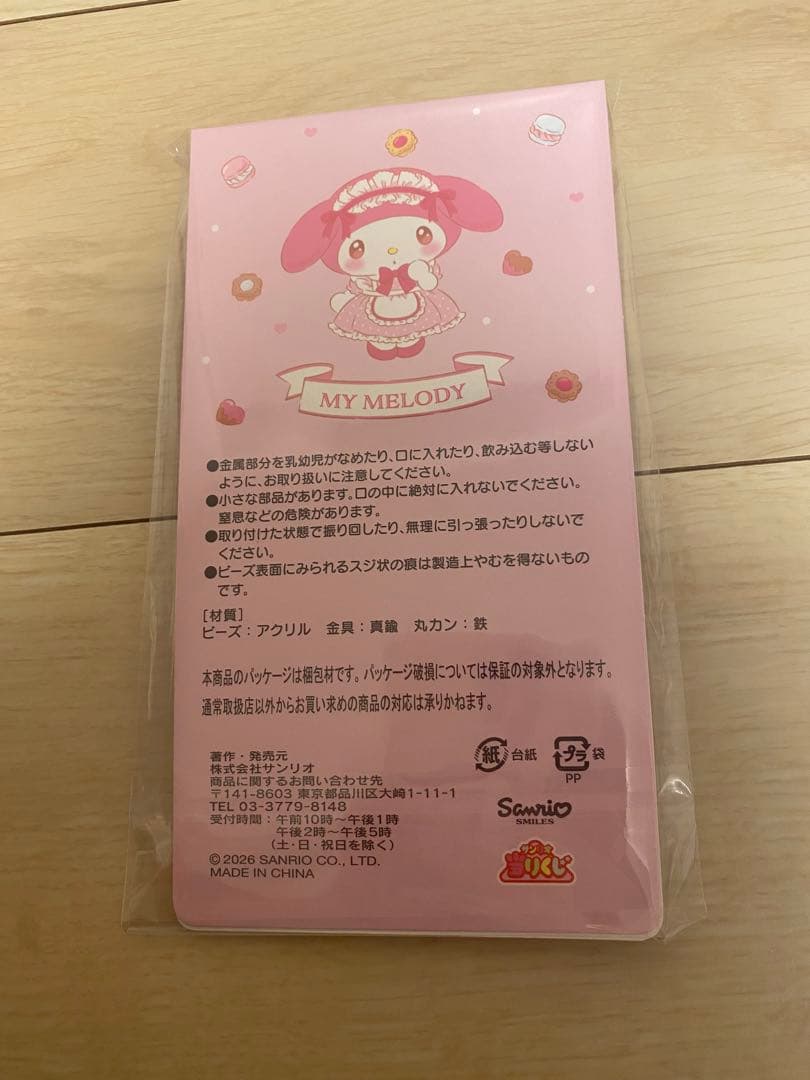 MY MELODY
●金属部分を乳幼児がなめたり、口に入れたり、飲み込む等しない
ように、お取り扱いに注意してください。
●小さな部品があります。口の中に絶対に入れないでください。
窒息などの危険があります。
●取り付けた状態で振り回したり、無理に引っ張ったりしないで
ください。
●ビーズ表面にみられるスジ状の痕は製造上やむを得ないもの
です。
[材質]
ビーズ：アクリル 金具：真鍮 丸カン：鉄
本商品のパッケージは梱包材です。パッケージ破損については保証の対象外となります。
通常取扱店以外からお買い求めの商品の対応は承りかねます。
著作・発売元
株式会社サンリオ
商品に関するお問い合わせ先
〒141-8603 東京都品川区大崎1-11-1
TEL 03-3779-8148
受付時間：午前10時～午後1時
午後2時～午後5時
（土・日・祝日を除く）
©2026 SANRIO CO., LTD.
MADE IN CHINA
紙 台紙 プラ 袋
PP
Sanrio
SMILES
サンリオ
当りくじ